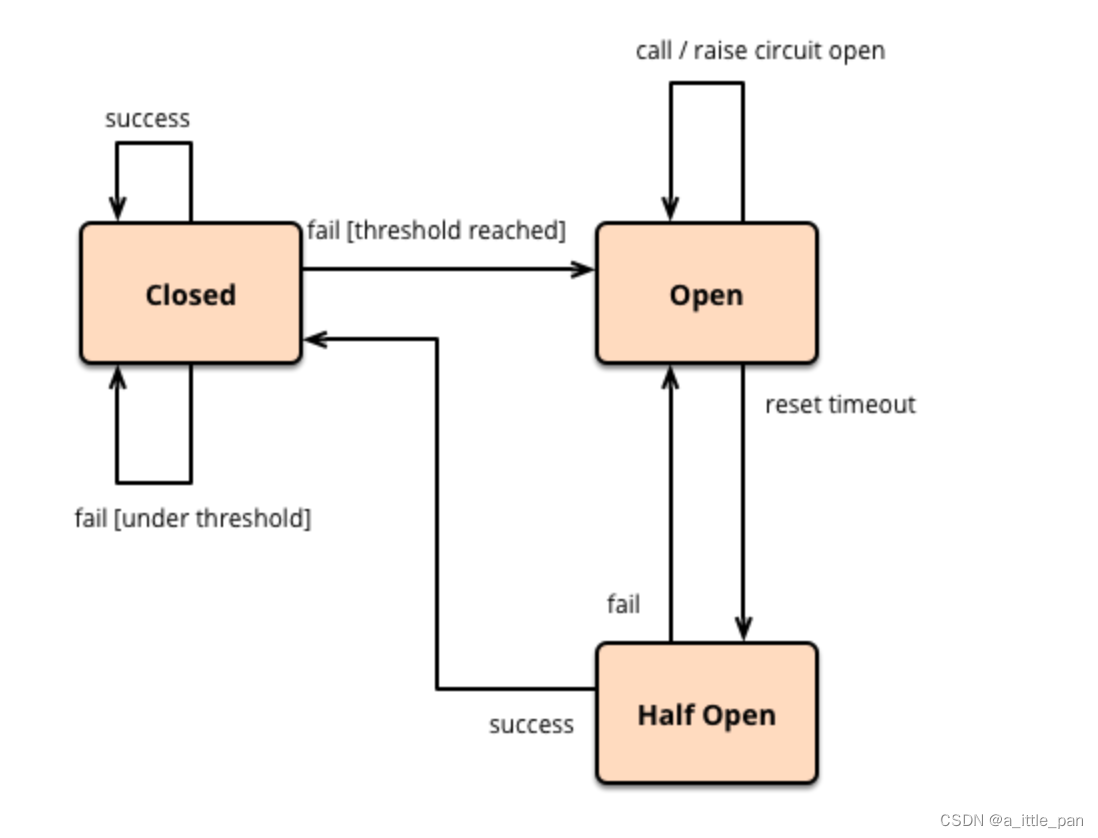 call / raise circuit open
success
fail [threshold reached]
Closed
Open
reset timeout
fail [under threshold]
fail
Half Open
success
CSDN @a_ittle_pan